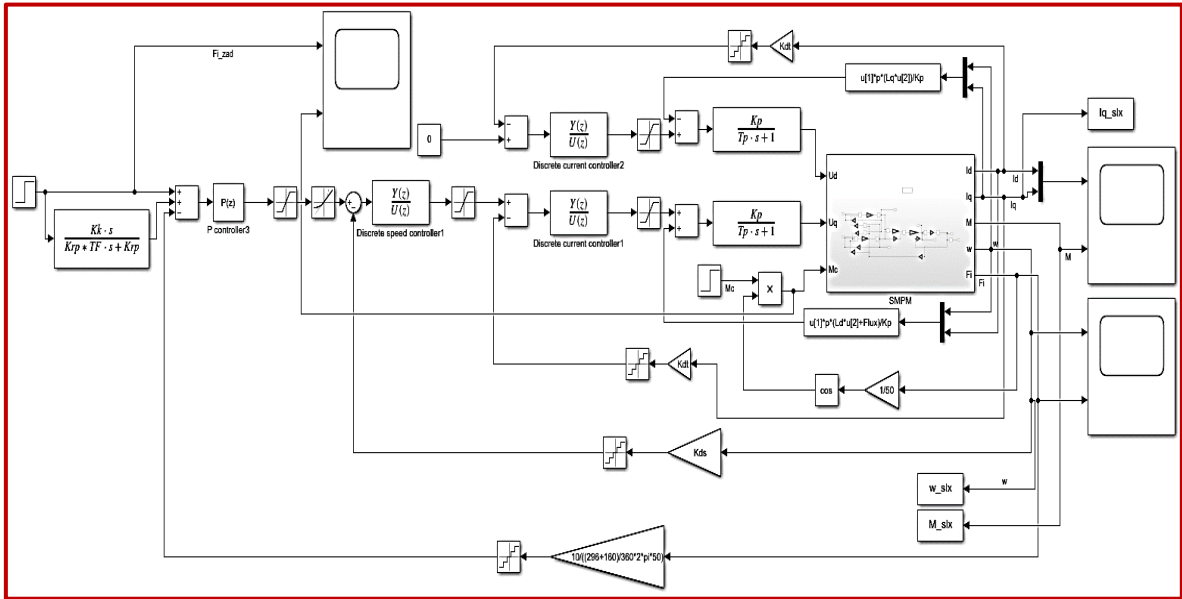 Fi_zad
Kdt
u[1]*p*(Lq*u[2])/Kp
Iq_slx
0
Y(z)
U(z)
Discrete current controller2
Kp
Tp · s + 1
P(z)
P controller3
Kk · s
Krp * TF · s + Krp
Y(z)
U(z)
Discrete speed controller1
Y(z)
U(z)
Discrete current controller1
Kp
Tp · s + 1
Ud
Uq
Mc
Id
Iq
M
w
Fi
SMPM
Id
Iq
M
w
Fi
Mc
×
u[1]*p*(Ld*u[2]+Flux)/Kp
Kdt
cos
1/50
Kds
w_slx
w
M_slx
10/((296+160)/360*2*pi*50)